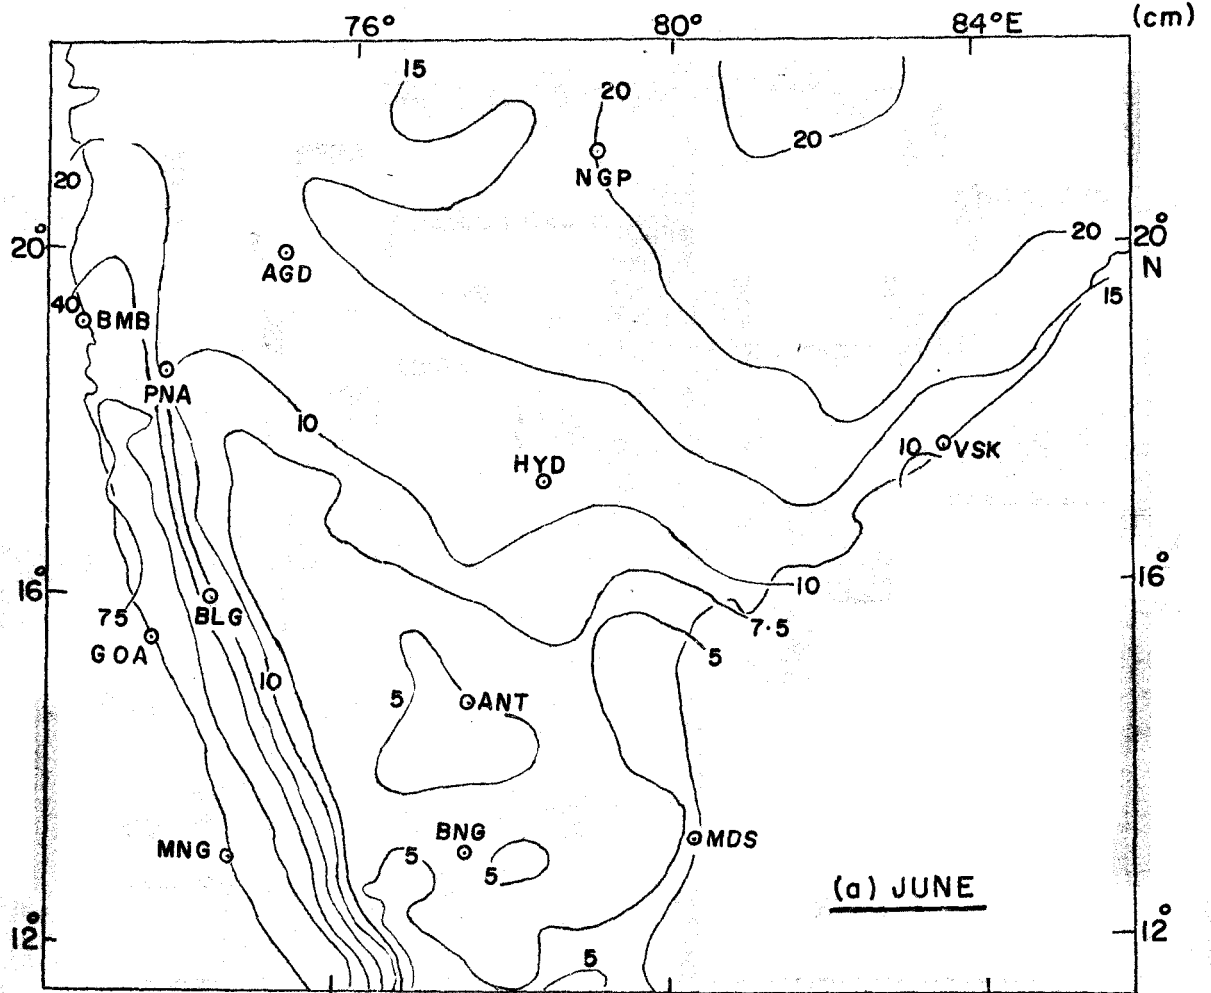 76° 80° 84°E (cm)
15
20
20
NGP
20
20° 20 20°
N
AGD
40 BMB 15
PNA
10
10 VSK
HYD
16° 10 16°
75 BLG 7·5
GOA 5
10
5 ANT
BNG MDS
MNG 5
5
(a) JUNE
12° 12°
5